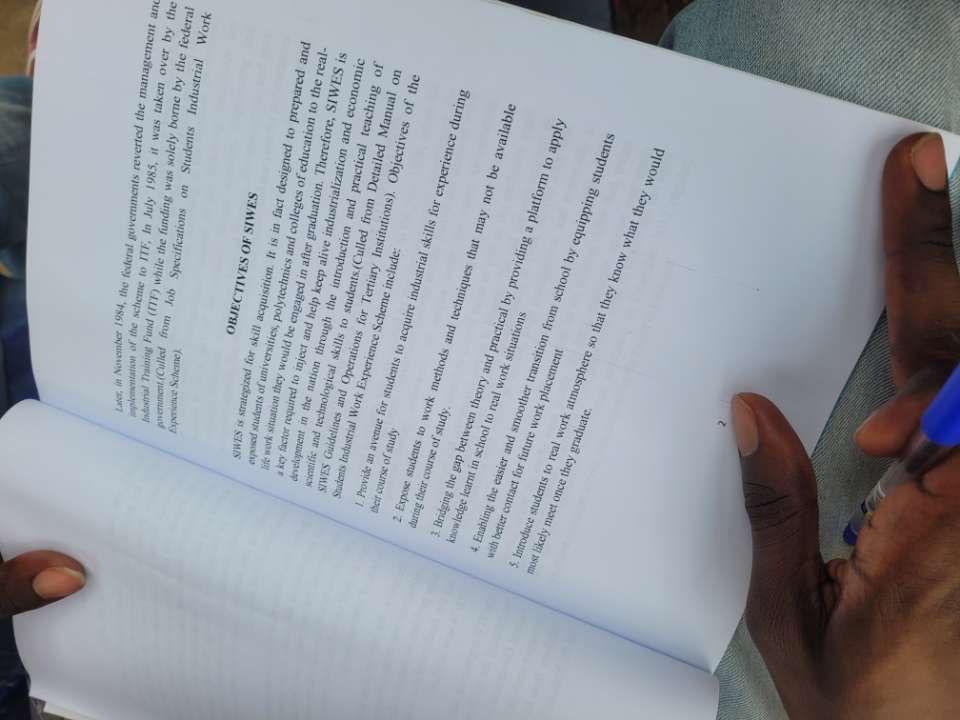 Later, in November 1984, the federal governments reverted the management and
implementation of the scheme to ITF, In July 1985, it was taken over by the
Industrial Training Fund (ITF) while the funding was solely borne by the federal
government.(Culled from Job Specifications on Students Industrial Work
Experience Scheme).
OBJECTIVES OF SIWES
SIWES is strategized for skill acquisition. It is in fact designed to prepared and
exposed students of universities, polytechnics and colleges of education to the real-
life work situation they would be engaged in after graduation. Therefore, SIWES is
a key factor required to inject and help keep alive industrialization and economic
development in the nation through the introduction and practical teaching of
scientific and technological skills to students.(Culled from Detailed Manual on
SIWES Guidelines and Operations for Tertiary Institutions). Objectives of the
Students Industrial Work Experience Scheme include:
1. Provide an avenue for students to acquire industrial skills for experience during
their course of study
2. Expose students to work methods and techniques that may not be available
during their course of study.
3. Bridging the gap between theory and practical by providing a platform to apply
knowledge learnt in school to real work situations
4. Enabling the easier and smoother transition from school by equipping students
with better contact for future work placement
5. Introduce students to real work atmosphere so that they know what they would
most likely meet once they graduate.
2